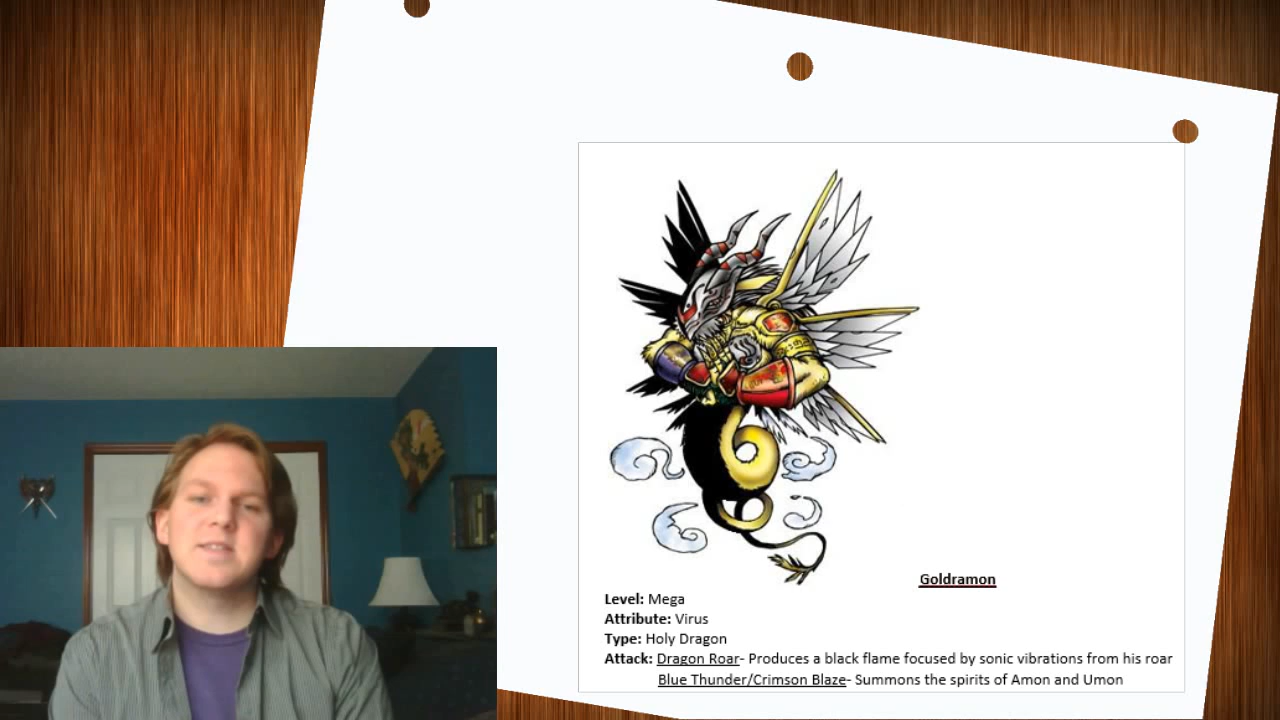 Goldramon
Level: Mega
Attribute: Virus
Type: Holy Dragon
Attack: Dragon Roar- Produces a black flame focused by sonic vibrations from his roar
Blue Thunder/Crimson Blaze- Summons the spirits of Amon and Umon